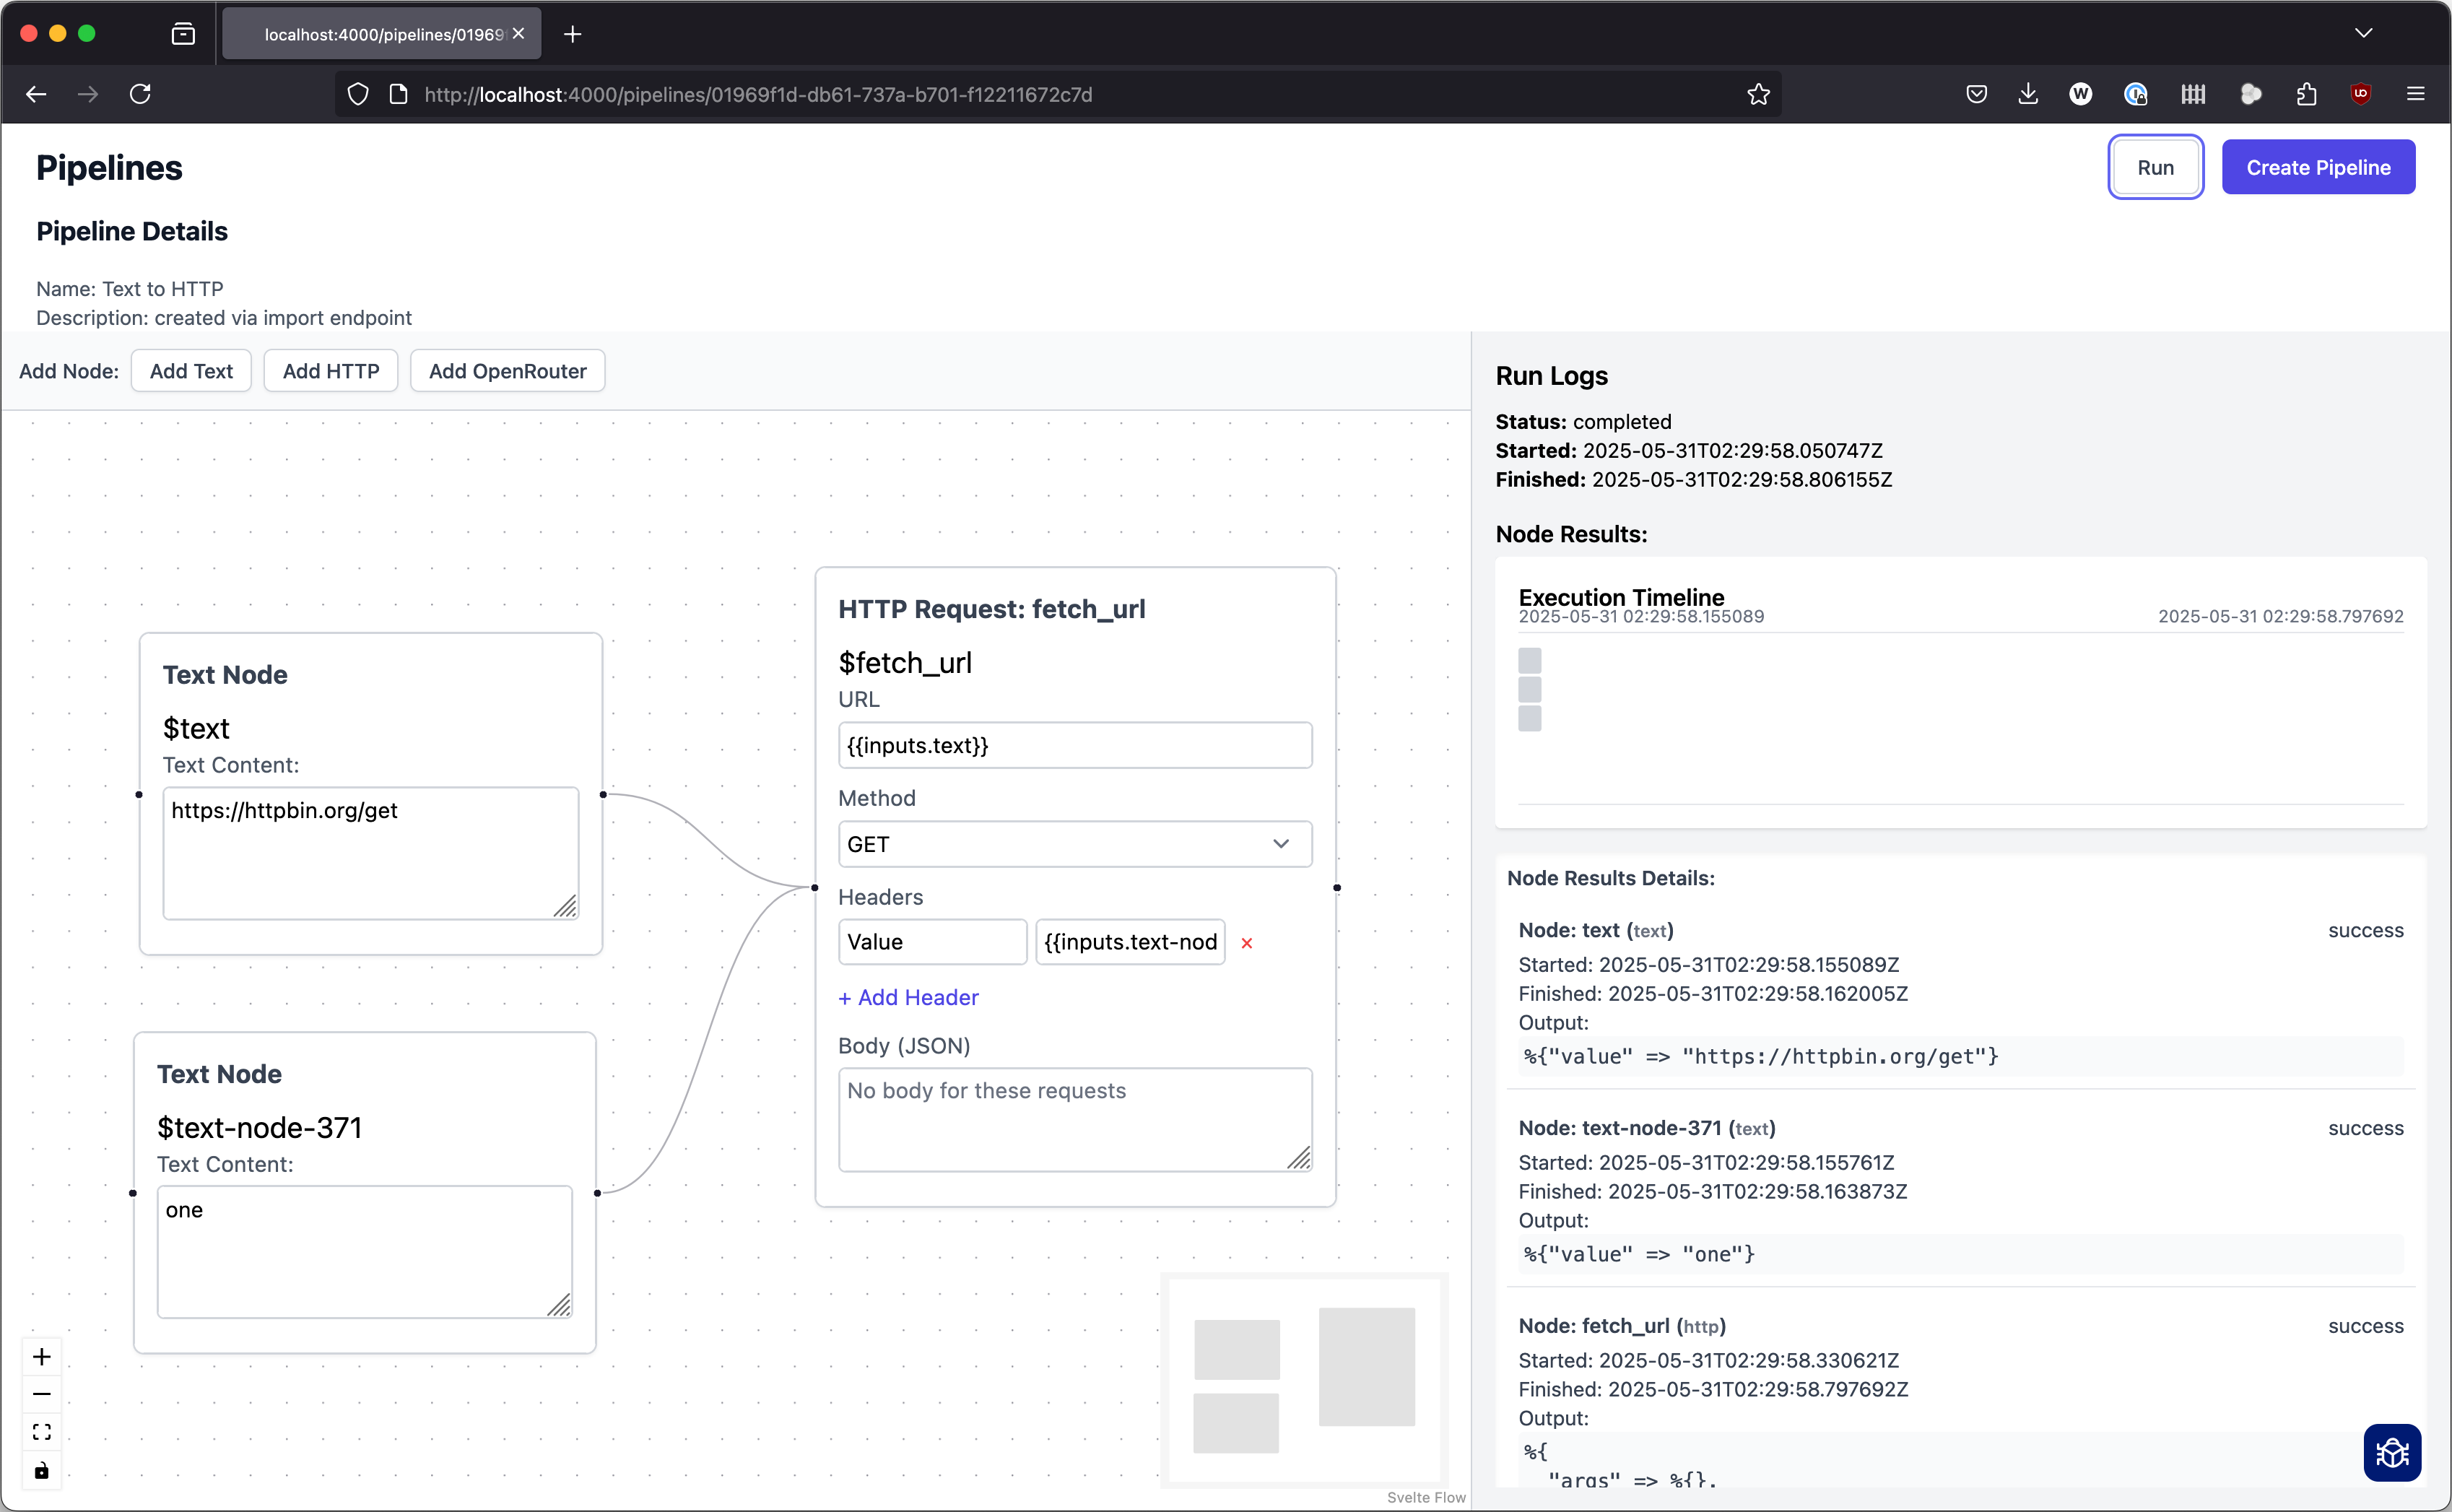 localhost:4000/pipelines/01969
http://localhost:4000/pipelines/01969f1d-db61-737a-b701-f12211672c7d
W
Pipelines
Run
Create Pipeline
Pipeline Details
Name: Text to HTTP
Description: created via import endpoint
Add Node:
Add Text
Add HTTP
Add OpenRouter
Text Node
$text
Text Content:
https://httpbin.org/get
Text Node
$text-node-371
Text Content:
one
HTTP Request: fetch_url
$fetch_url
URL
{{inputs.text}}
Method
GET
Headers
Value
{{inputs.text-nod
×
+ Add Header
Body (JSON)
No body for these requests
Svelte Flow
Run Logs
Status: completed
Started: 2025-05-31T02:29:58.050747Z
Finished: 2025-05-31T02:29:58.806155Z
Node Results:
Execution Timeline
2025-05-31 02:29:58.155089
2025-05-31 02:29:58.797692
Node Results Details:
Node: text (text)
success
Started: 2025-05-31T02:29:58.155089Z
Finished: 2025-05-31T02:29:58.162005Z
Output:
%{"value" => "https://httpbin.org/get"}
Node: text-node-371 (text)
success
Started: 2025-05-31T02:29:58.155761Z
Finished: 2025-05-31T02:29:58.163873Z
Output:
%{"value" => "one"}
Node: fetch_url (http)
success
Started: 2025-05-31T02:29:58.330621Z
Finished: 2025-05-31T02:29:58.797692Z
Output:
%{
"args" => %{},